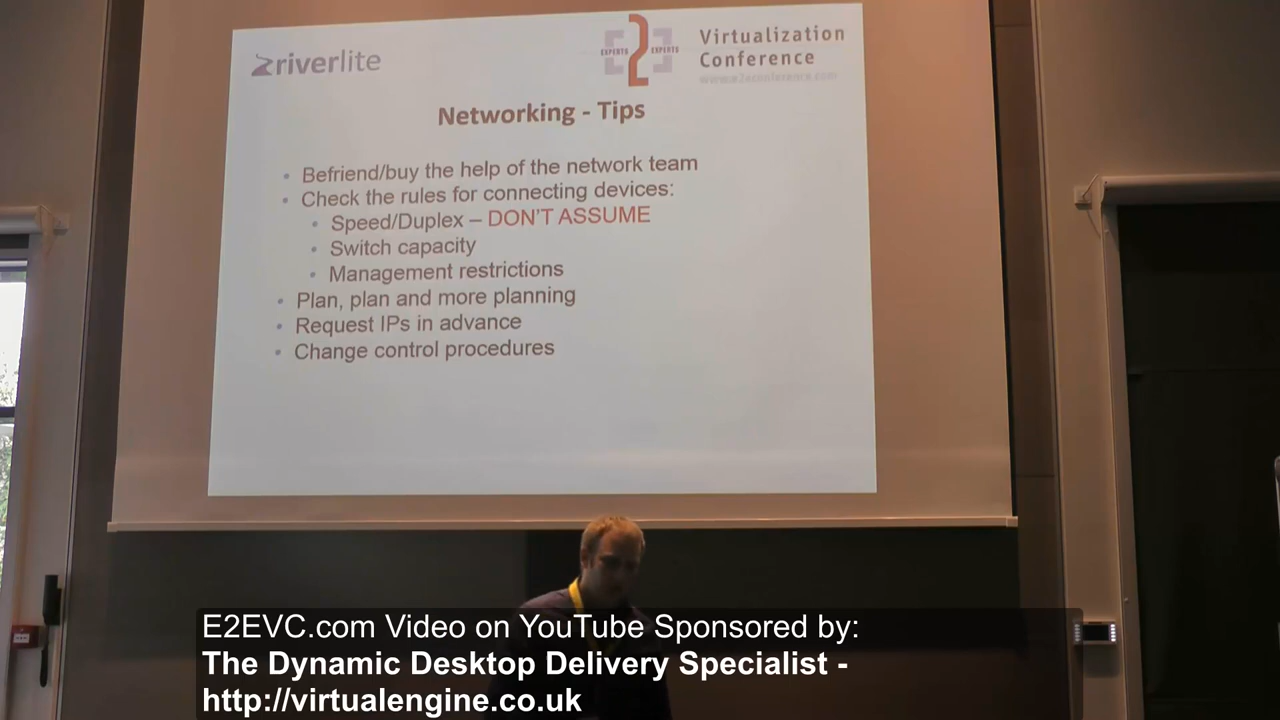 riverlite
EXPERTS 2 EXPERTS
Virtualization
Conference
www.e2econference.com
Networking - Tips
• Befriend/buy the help of the network team
• Check the rules for connecting devices:
• Speed/Duplex – DON'T ASSUME
• Switch capacity
• Management restrictions
• Plan, plan and more planning
• Request IPs in advance
• Change control procedures
E2EVC.com Video on YouTube Sponsored by:
The Dynamic Desktop Delivery Specialist -
http://virtualengine.co.uk